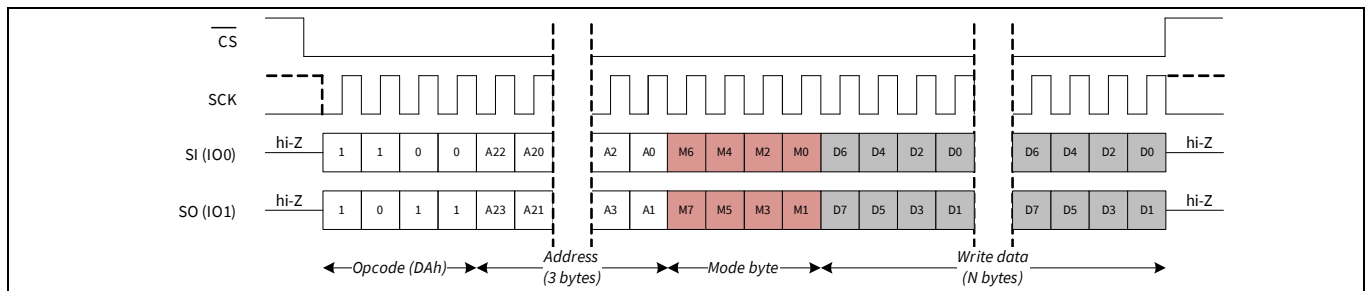 CS
SCK
SI (IO0) hi-Z 1 1 0 0 A22 A20 A2 A0 M6 M4 M2 M0 D6 D4 D2 D0 D6 D4 D2 D0 hi-Z
SO (IO1) hi-Z 1 0 1 1 A23 A21 A3 A1 M7 M5 M3 M1 D7 D5 D3 D1 D7 D5 D3 D1 hi-Z
Opcode (DAh) Address Mode byte Write data
(3 bytes) (N bytes)